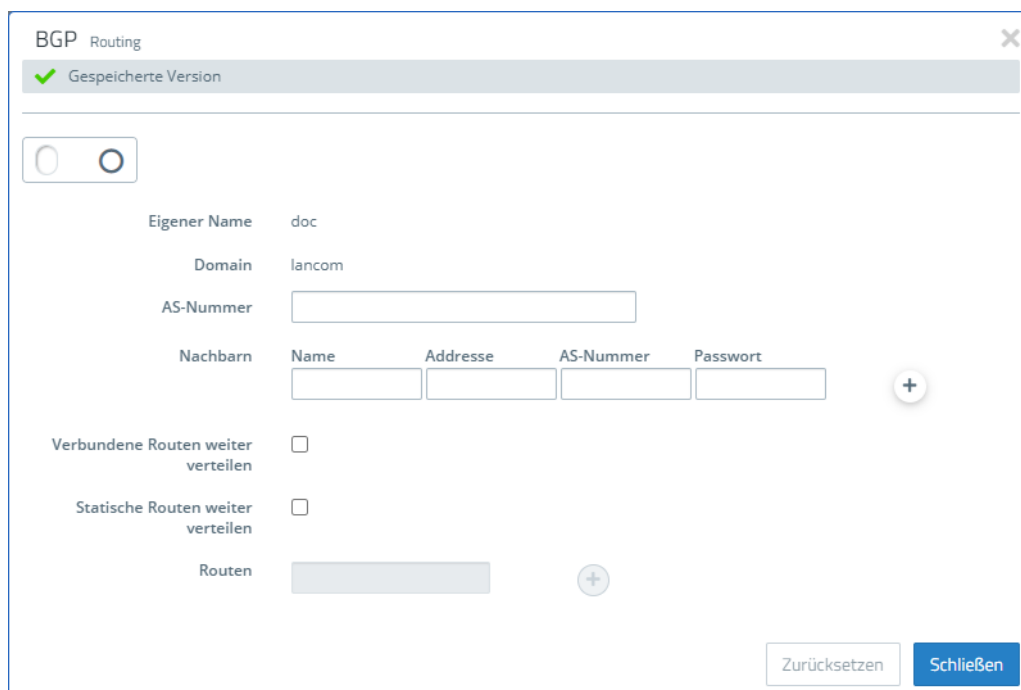 BGP Routing
Gespeicherte Version
Eigener Name doc
Domain lancom
AS-Nummer
Nachbarn Name Addresse AS-Nummer Passwort
Verbundene Routen weiter
verteilen
Statische Routen weiter
verteilen
Routen
Zurücksetzen Schließen